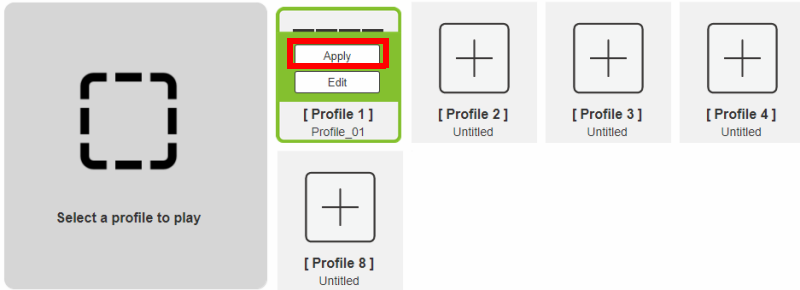 Select a profile to play
Apply
Edit
[ Profile 1 ]
Profile_01
[ Profile 2 ]
Untitled
[ Profile 3 ]
Untitled
[ Profile 4 ]
Untitled
[ Profile 8 ]
Untitled